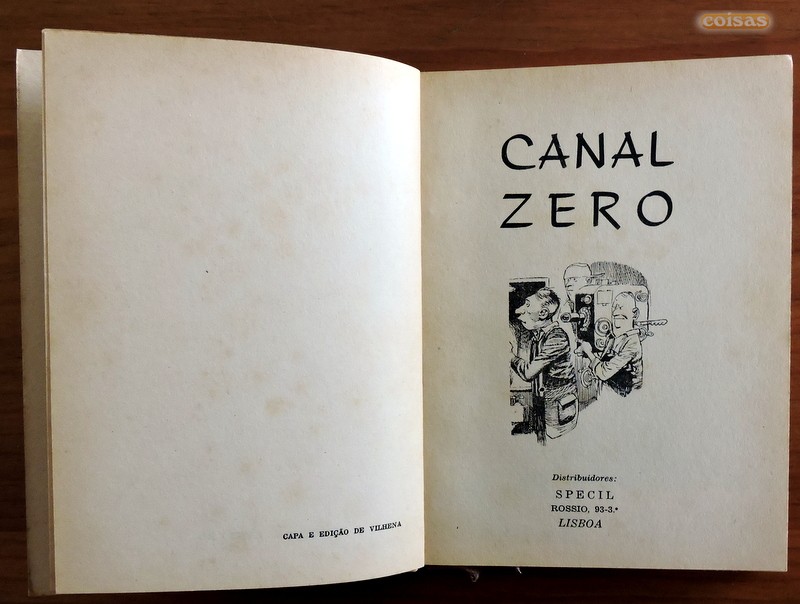 coisas
CAPA E EDIÇÃO DE VILHENA
CANAL
ZERO
Distribuidores:
SPECIL
ROSSIO, 93-3.º
LISBOA